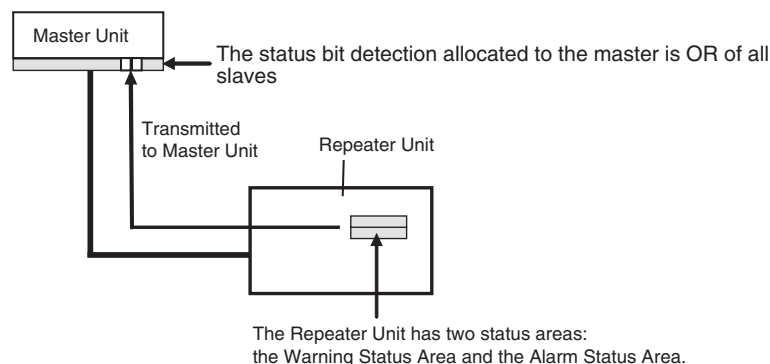 Master Unit
The status bit detection allocated to the master is OR of all
slaves
Transmitted
to Master Unit
Repeater Unit
The Repeater Unit has two status areas:
the Warning Status Area and the Alarm Status Area.